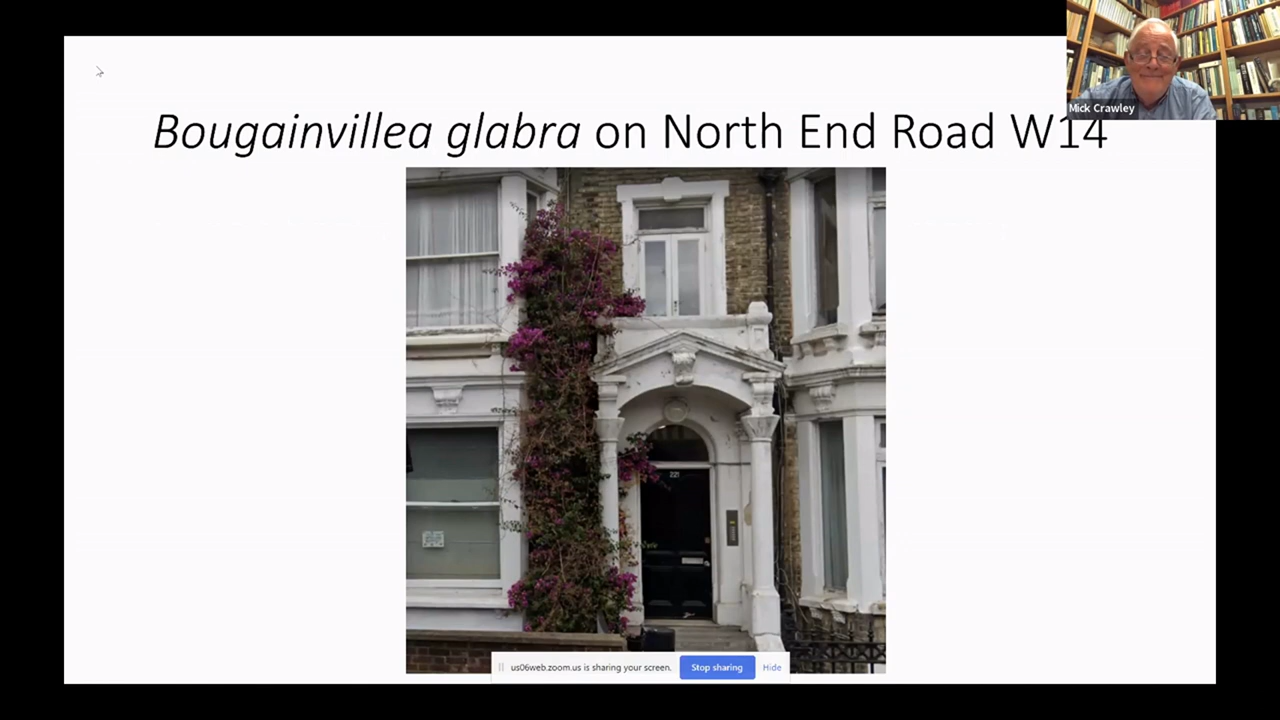 Mick Crawley
Bougainvillea glabra on North End Road W14
221
us06web.zoom.us is sharing your screen. Stop sharing Hide